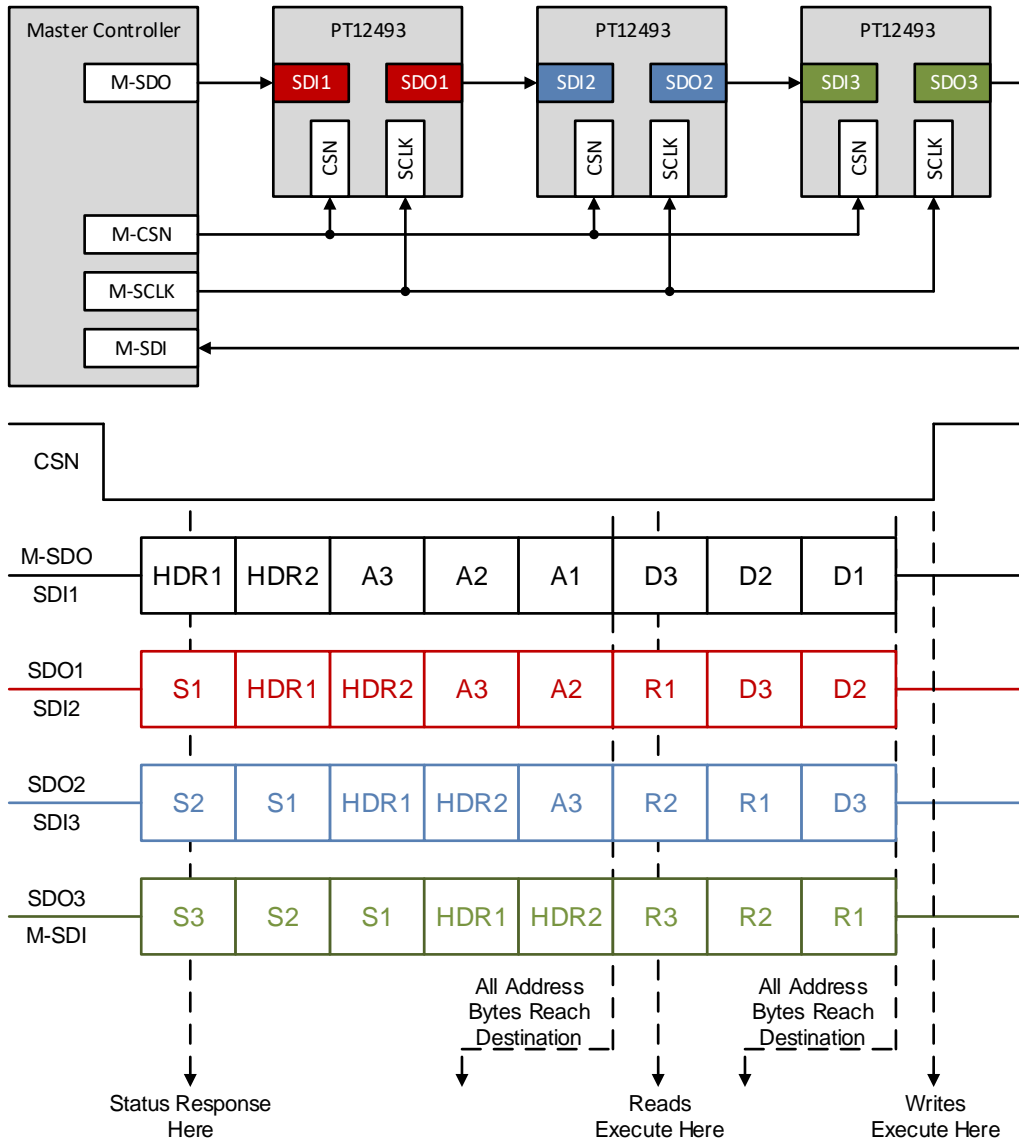 Master Controller
PT12493
PT12493
PT12493
M-SDO
SDI1
SDO1
SDI2
SDO2
SDI3
SDO3
CSN
SCLK
CSN
SCLK
CSN
SCLK
M-CSN
M-SCLK
M-SDI
CSN
M-SDO
SDI1
HDR1 HDR2 A3 A2 A1 D3 D2 D1
SDO1
SDI2
S1 HDR1 HDR2 A3 A2 R1 D3 D2
SDO2
SDI3
S2 S1 HDR1 HDR2 A3 R2 R1 D3
SDO3
M-SDI
S3 S2 S1 HDR1 HDR2 R3 R2 R1
All Address
Bytes Reach
Destination
All Address
Bytes Reach
Destination
Status Response
Here
Reads
Execute Here
Writes
Execute Here